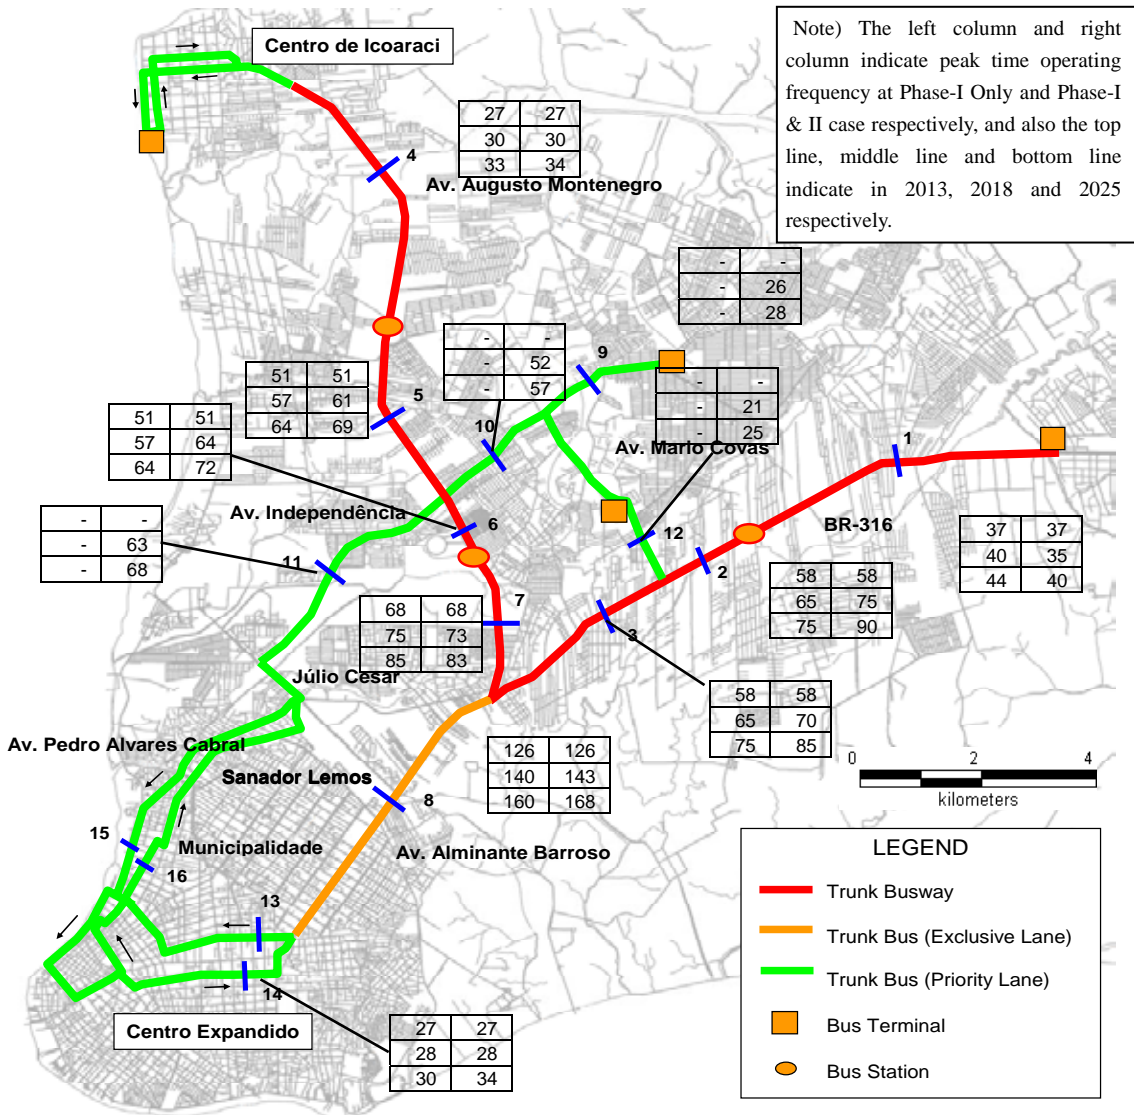 Note) The left column and right
column indicate peak time operating
frequency at Phase-I Only and Phase-I
& II case respectively, and also the top
line, middle line and bottom line
indicate in 2013, 2018 and 2025
respectively.
Centro de Icoaraci
4
27 27
30 30
33 34
Av. Augusto Montenegro
- -
- 26
- 28
- -
- 52
- 57
9
51 51
57 61
64 69
5
- -
- 21
- 25
51 51
57 64
64 72
10
Av. Mario Covas
1
Av. Independência
6
BR-316
- -
- 63
- 68
11
12
2
37 37
40 35
44 40
58 58
65 75
75 90
68 68
75 73
85 83
7
3
Júlio Cesar
58 58
65 70
75 85
Av. Pedro Alvares Cabral
126 126
140 143
160 168
Sanador Lemos
8
0 2 4
kilometers
15
Municipalidade
16
Av. Alminante Barroso
13
14
Centro Expandido
27 27
28 28
30 34
LEGEND
Trunk Busway
Trunk Bus (Exclusive Lane)
Trunk Bus (Priority Lane)
Bus Terminal
Bus Station